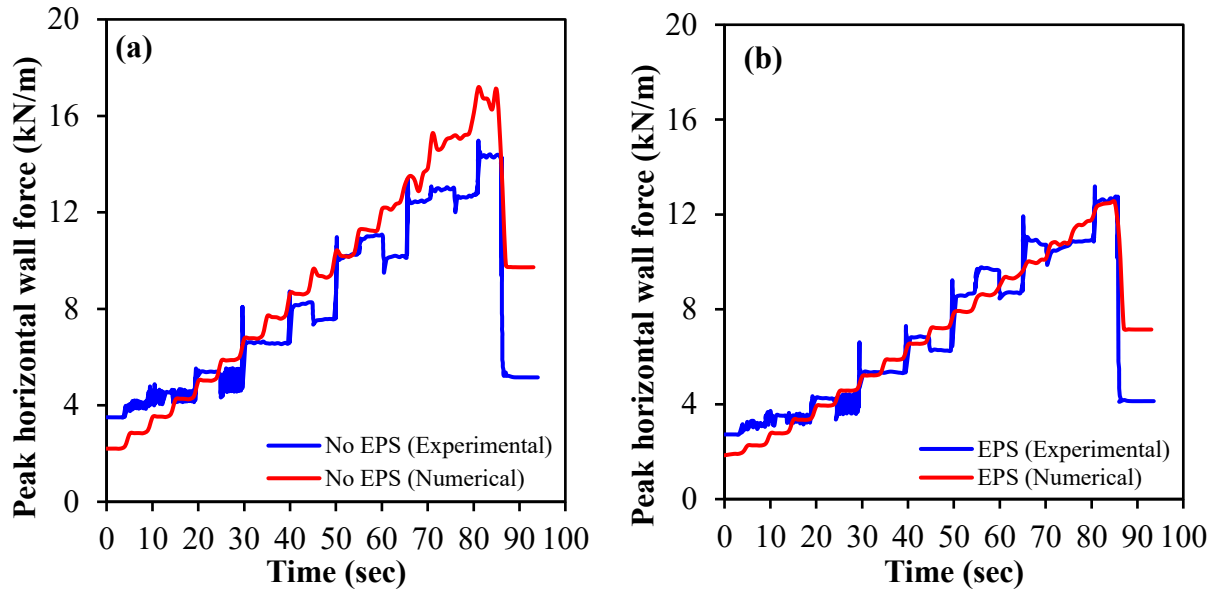 (a)
Peak horizontal wall force (kN/m)
20
16
12
8
4
0
No EPS (Experimental)
No EPS (Numerical)
0 10 20 30 40 50 60 70 80 90 100
Time (sec)
(b)
Peak horizontal wall force (kN/m)
20
16
12
8
4
0
EPS (Experimental)
EPS (Numerical)
0 10 20 30 40 50 60 70 80 90 100
Time (sec)